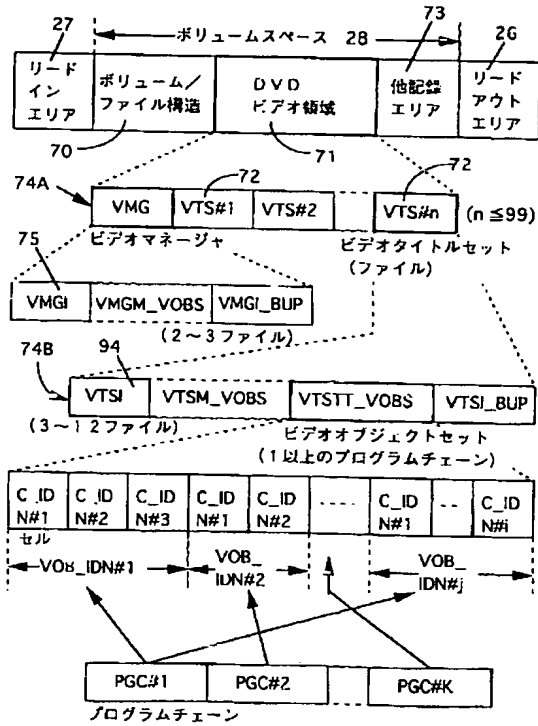 27
ボリュームスペース 28
73
26
リード
イン
エリア
ボリューム/
ファイル構造
DVD
ビデオ領域
他記録
エリア
リード
アウト
エリア
70
71
74A
72
72
VMG
VTS#1
VTS#2
VTS#n
(n≦99)
ビデオマネージャ
ビデオタイトルセット
(ファイル)
75
VMGI
VMGM_VOBS
VMGI_BUP
(2～3ファイル)
94
74B
VTSI
VTSM_VOBS
VTSTT_VOBS
VTSI_BUP
(3～12ファイル)
ビデオオブジェクトセット
(1以上のプログラムチェーン)
C_ID
N#1
C_ID
N#2
C_ID
N#3
C_ID
N#1
C_ID
N#2
C_ID
N#1
C_ID
N#i
セル
VOB_IDN#1
VOB_
IDN#2
VOB_
IDN#j
PGC#1
PGC#2
PGC#K
プログラムチェーン